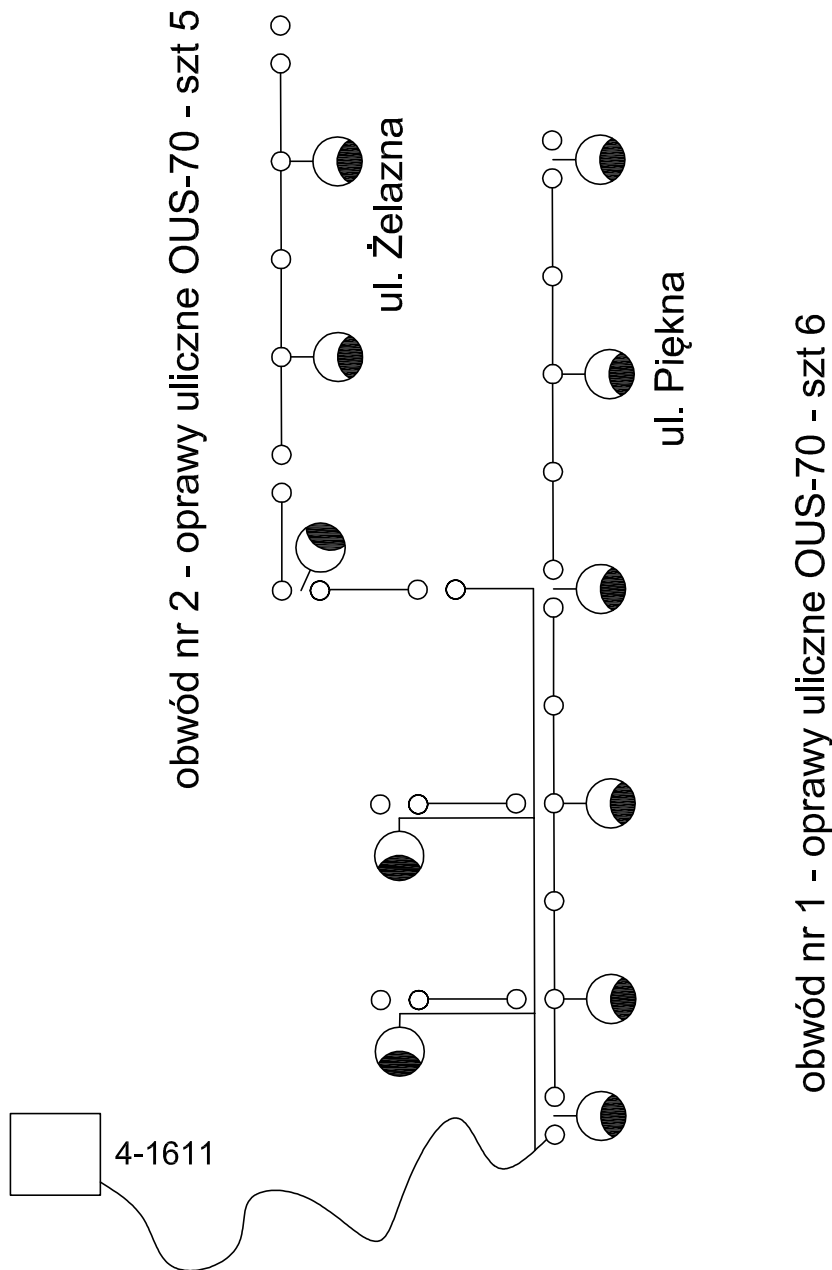 obwód nr 2 - oprawy uliczne OUS-70 - szt 5
ul. Żelazna
ul. Piękna
4-1611
obwód nr 1 - oprawy uliczne OUS-70 - szt 6